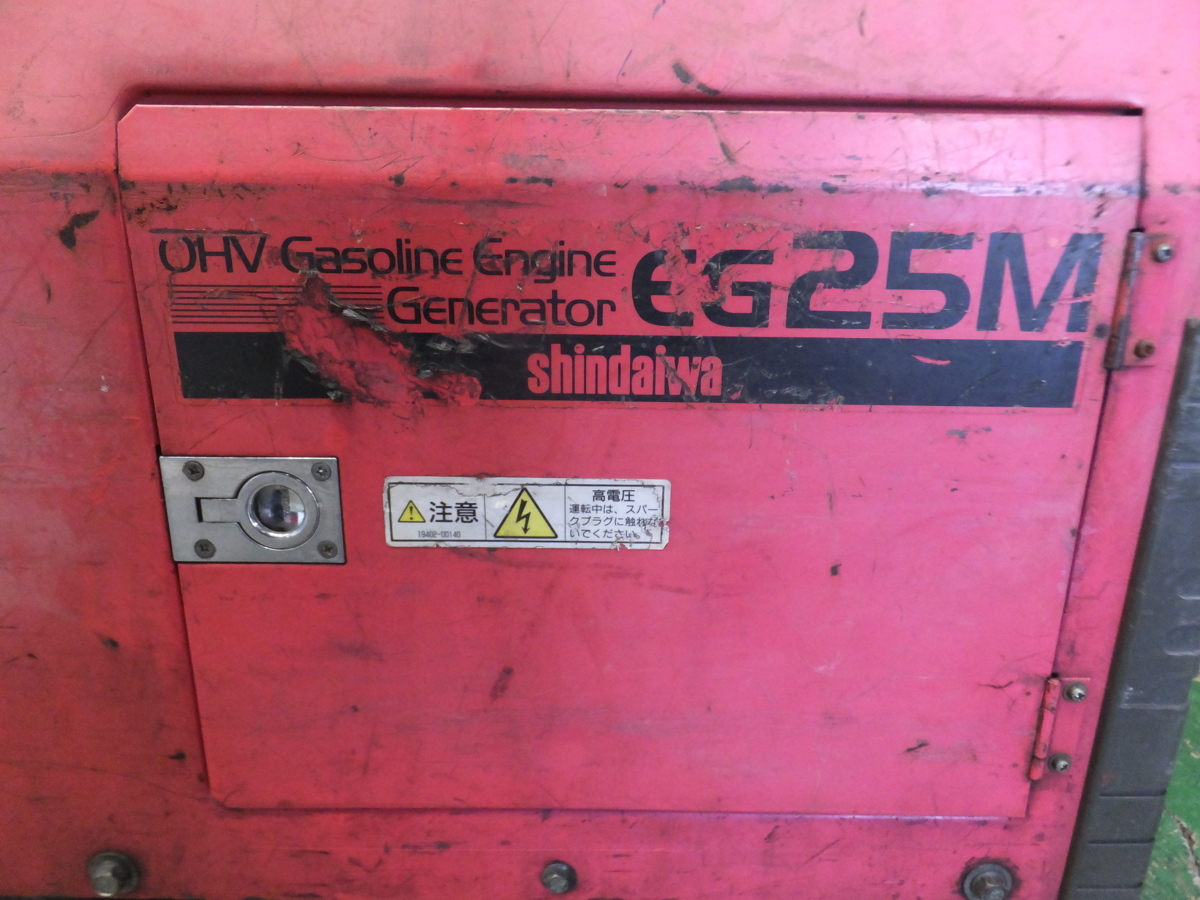 OHV Gasoline Engine
Generator
EG25M
shindaiwa
注意
19402-00140
高電圧
運転中は、スパー
クプラグに触れな
いでください。